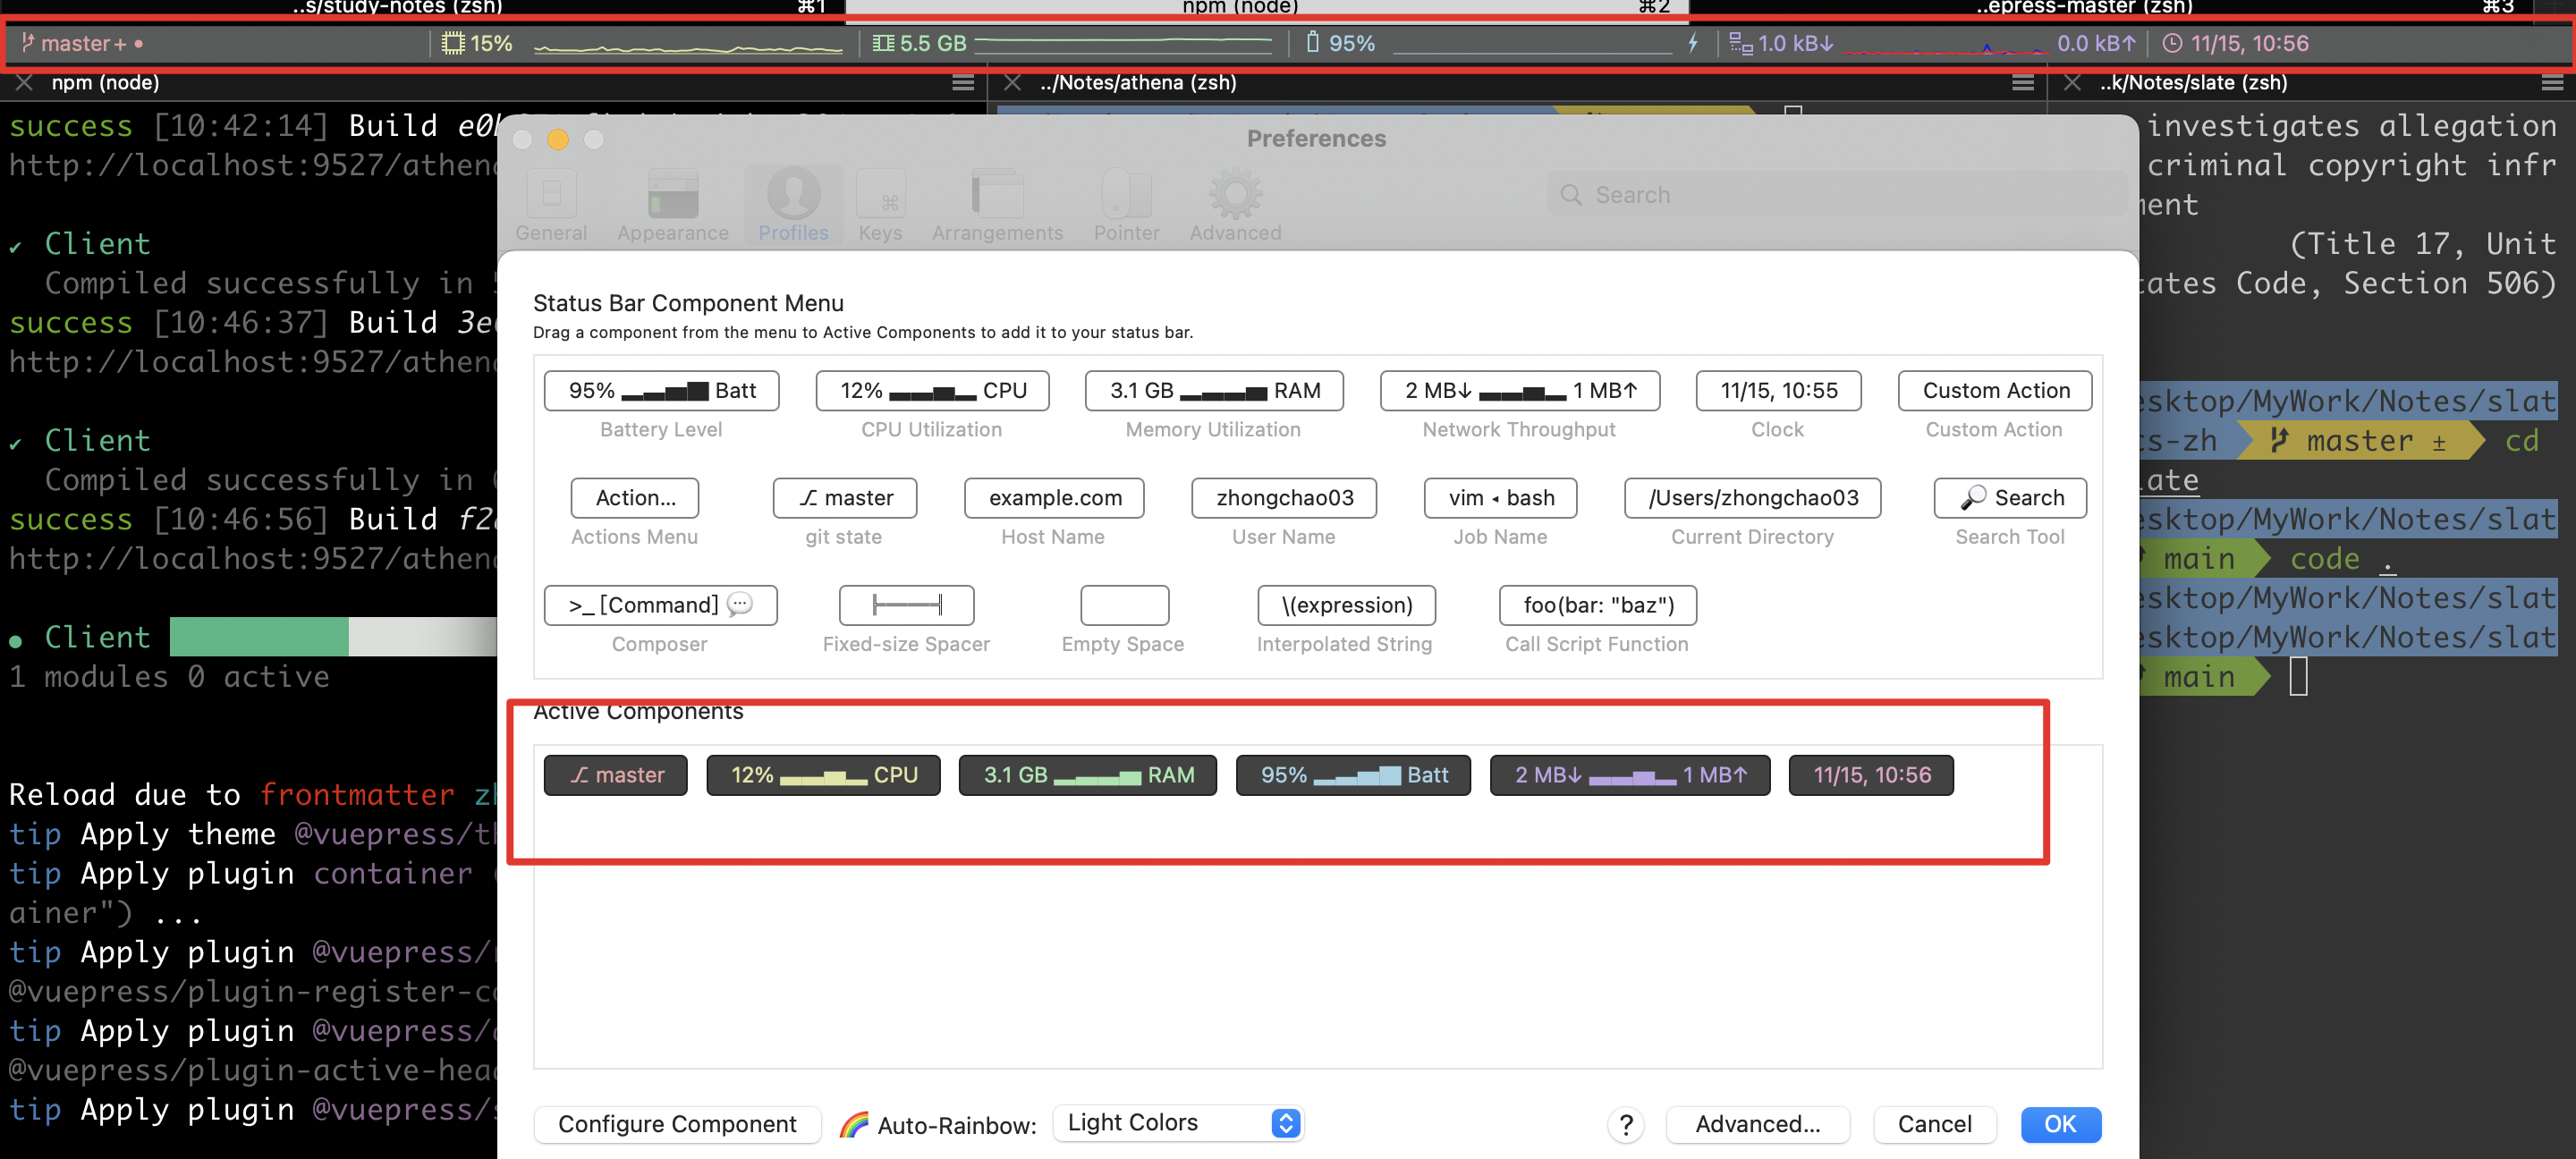 ..s/study-notes (zsh) ⌘1 npm (node) ⌘2 ..epress-master (zsh) ⌘3
master+ ● 15% 5.5 GB 95% 1.0 kB↓ 0.0 kB↑ 11/15, 10:56
npm (node) ../Notes/athena (zsh) ..k/Notes/slate (zsh)
success [10:42:14] Build
http://localhost:9527/athen
✔ Client
Compiled successfully in
success [10:46:37] Build
http://localhost:9527/athen
✔ Client
Compiled successfully in
success [10:46:56] Build
http://localhost:9527/athen
● Client
1 modules 0 active
Reload due to frontmatter
tip Apply theme @vuepress/
tip Apply plugin container
ainer") ...
tip Apply plugin @vuepress/
@vuepress/plugin-register-c
tip Apply plugin @vuepress/
@vuepress/plugin-active-hea
tip Apply plugin @vuepress/
Preferences
General Appearance Profiles Keys Arrangements Pointer Advanced
Search
Status Bar Component Menu
Drag a component from the menu to Active Components to add it to your status bar.
95% Batt 12% CPU 3.1 GB RAM 2 MB↓ 1 MB↑ 11/15, 10:55 Custom Action
Battery Level CPU Utilization Memory Utilization Network Throughput Clock Custom Action
Action... master example.com zhongchao03 vim ◂ bash /Users/zhongchao03 Search
Actions Menu git state Host Name User Name Job Name Current Directory Search Tool
>_ [Command] \(expression) foo(bar: "baz")
Composer Fixed-size Spacer Empty Space Interpolated String Call Script Function
Active Components
master 12% CPU 3.1 GB RAM 95% Batt 2 MB↓ 1 MB↑ 11/15, 10:56
Configure Component Auto-Rainbow: Light Colors ? Advanced... Cancel OK
investigates allegation
criminal copyright infr
ment
(Title 17, Unit
tates Code, Section 506)
esktop/MyWork/Notes/slat
cs-zh master ± cd
late
esktop/MyWork/Notes/slat
main code .
esktop/MyWork/Notes/slat
esktop/MyWork/Notes/slat
main